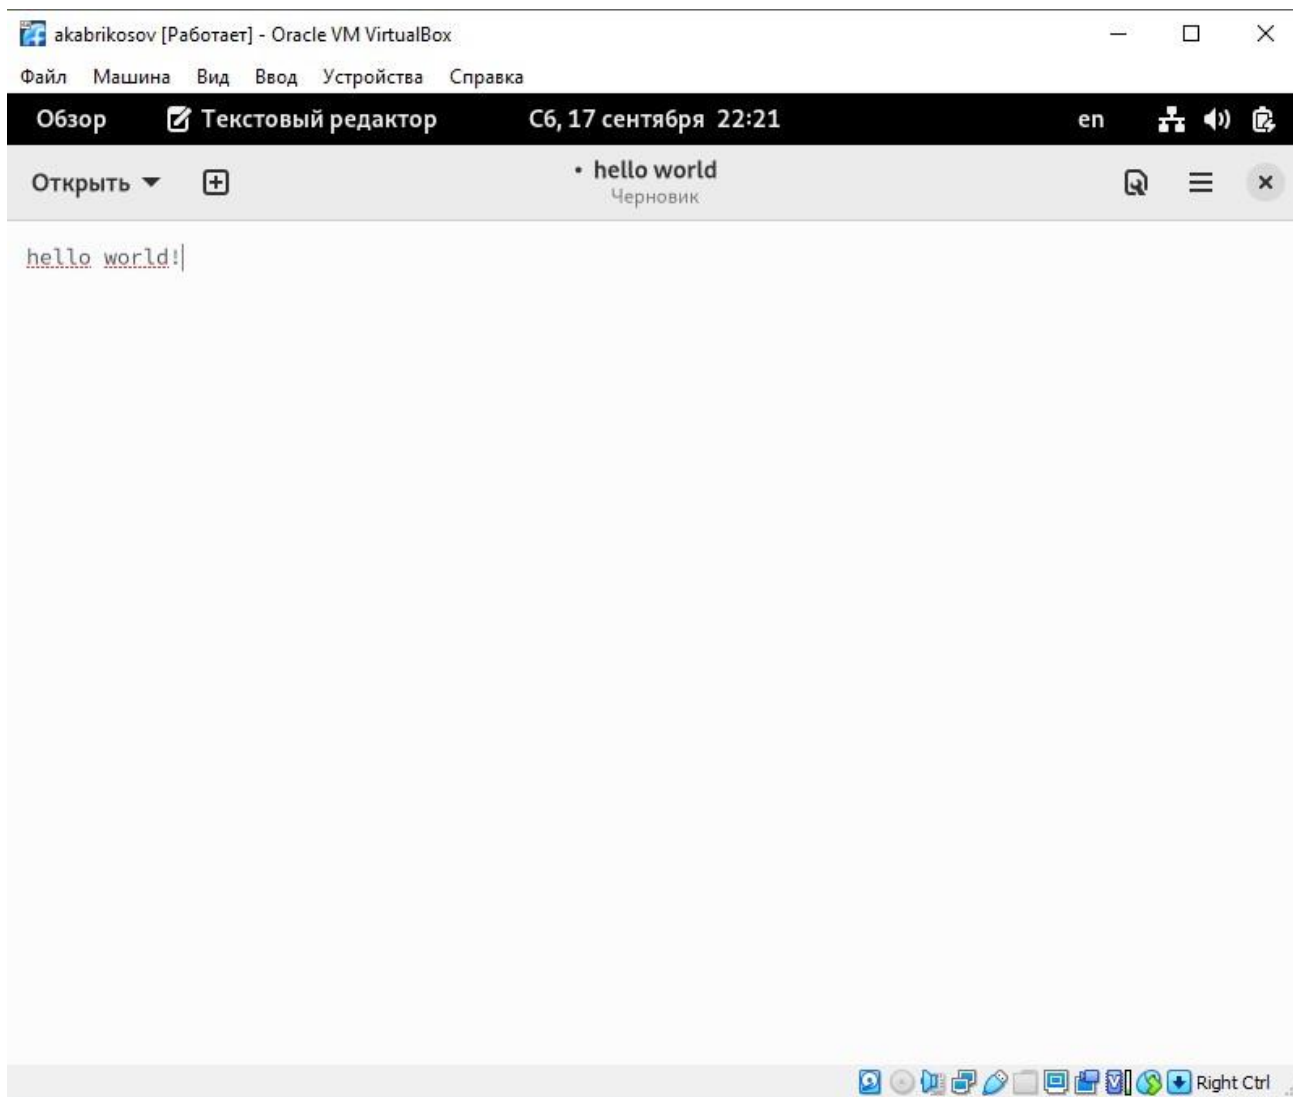 akabrikosov [Работает] - Oracle VM VirtualBox
Файл Машина Вид Ввод Устройства Справка
Обзор Текстовый редактор Сб, 17 сентября 22:21 en
Открыть • hello world
Черновик
hello world!
Right Ctrl